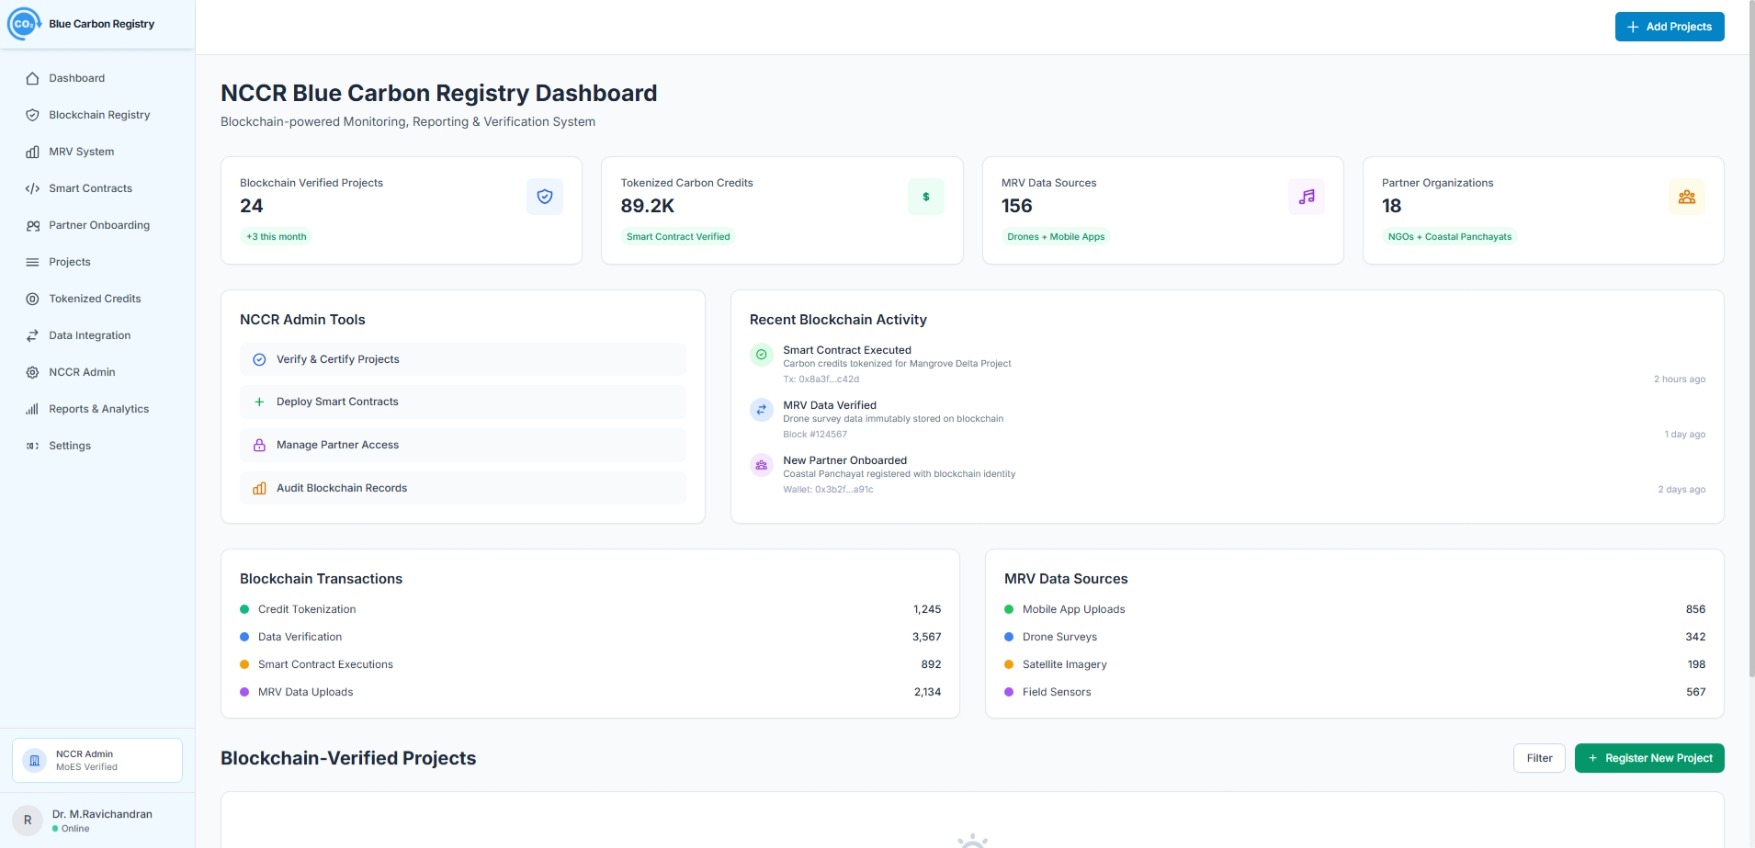 CO₂
Blue Carbon Registry
Add Projects
Dashboard
Blockchain Registry
MRV System
Smart Contracts
Partner Onboarding
Projects
Tokenized Credits
Data Integration
NCCR Admin
Reports & Analytics
Settings
NCCR Admin
MoES Verified
R
Dr. M.Ravichandran
Online
NCCR Blue Carbon Registry Dashboard
Blockchain-powered Monitoring, Reporting & Verification System
Blockchain Verified Projects
24
+3 this month
Tokenized Carbon Credits
89.2K
$
Smart Contract Verified
MRV Data Sources
156
Drones + Mobile Apps
Partner Organizations
18
NGOs + Coastal Panchayats
NCCR Admin Tools
Verify & Certify Projects
Deploy Smart Contracts
Manage Partner Access
Audit Blockchain Records
Recent Blockchain Activity
Smart Contract Executed
Carbon credits tokenized for Mangrove Delta Project
Tx: 0x8a3f...c42d 2 hours ago
MRV Data Verified
Drone survey data immutably stored on blockchain
Block #124567 1 day ago
New Partner Onboarded
Coastal Panchayat registered with blockchain identity
Wallet: 0x3b2f...a91c 2 days ago
Blockchain Transactions
Credit Tokenization 1,245
Data Verification 3,567
Smart Contract Executions 892
MRV Data Uploads 2,134
MRV Data Sources
Mobile App Uploads 856
Drone Surveys 342
Satellite Imagery 198
Field Sensors 567
Blockchain-Verified Projects
Filter
+ Register New Project